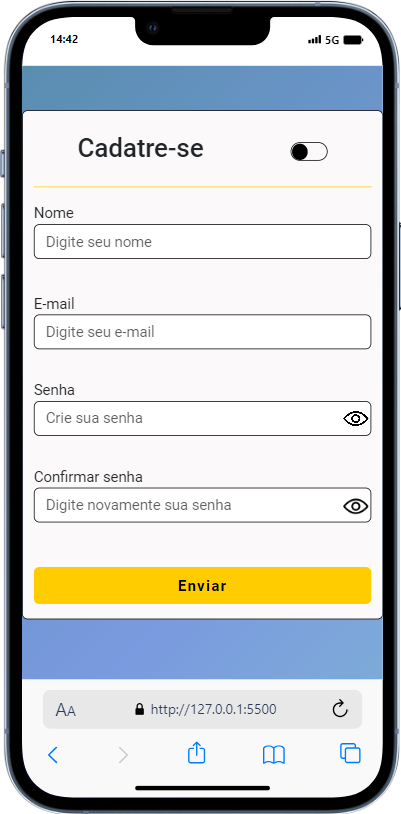 14:42
5G
Cadatre-se
Nome
Digite seu nome
E-mail
Digite seu e-mail
Senha
Crie sua senha
Confirmar senha
Digite novamente sua senha
Enviar
AA http://127.0.0.1:5500